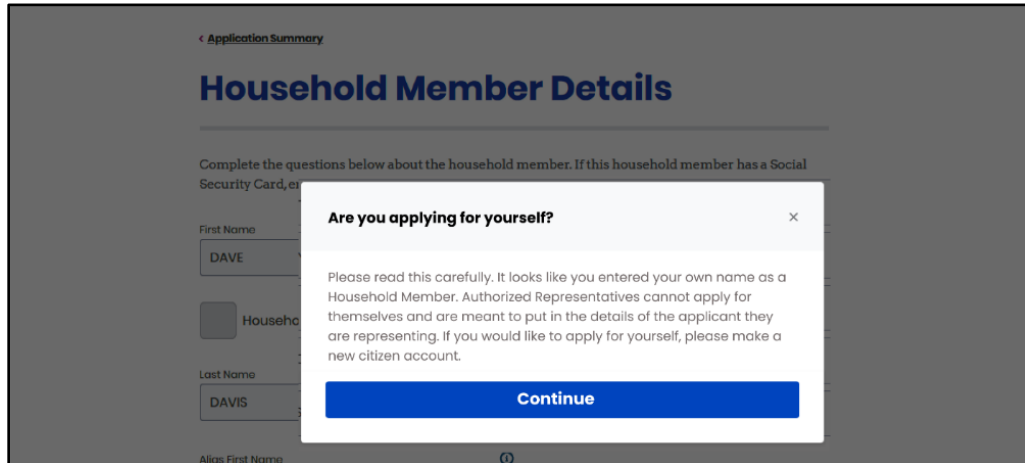 < Application Summary
Household Member Details
Complete the questions below about the household member. If this household member has a Social
Security Card,
Are you applying for yourself?
×
First Name
DAVE
Please read this carefully. It looks like you entered your own name as a
Household Member. Authorized Representatives cannot apply for
themselves and are meant to put in the details of the applicant they
are representing. If you would like to apply for yourself, please make a
new citizen account.
Last Name
DAVIS
Continue
Alias First Name